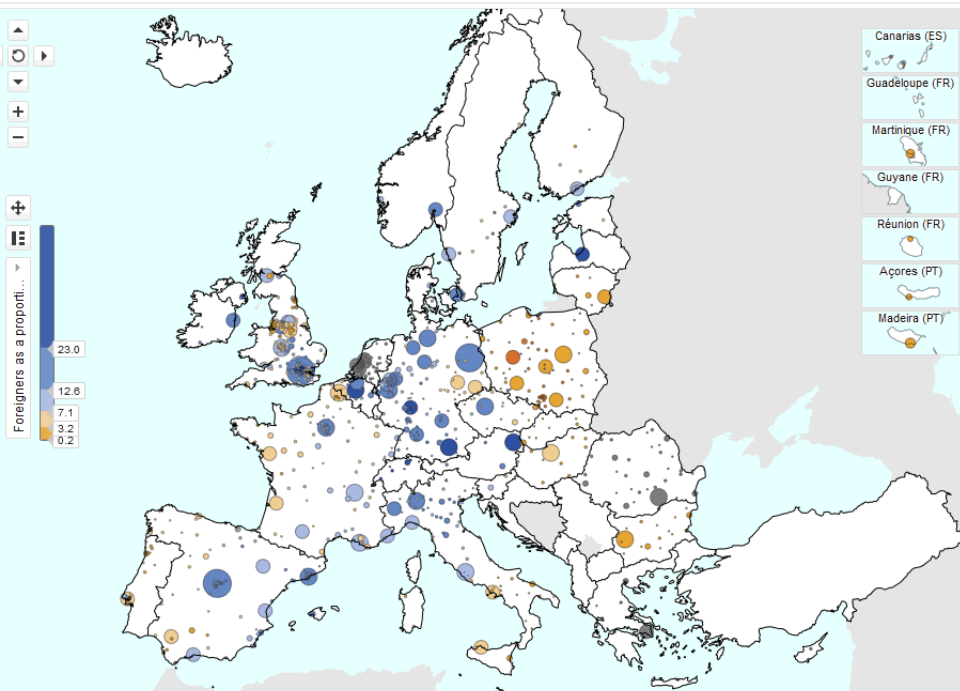 Canarias (ES)
Guadeloupe (FR)
Martinique (FR)
Guyane (FR)
Réunion (FR)
Açores (PT)
Madeira (PT)
Foreigners as a proporti...
23.0
12.6
7.1
3.2
0.2